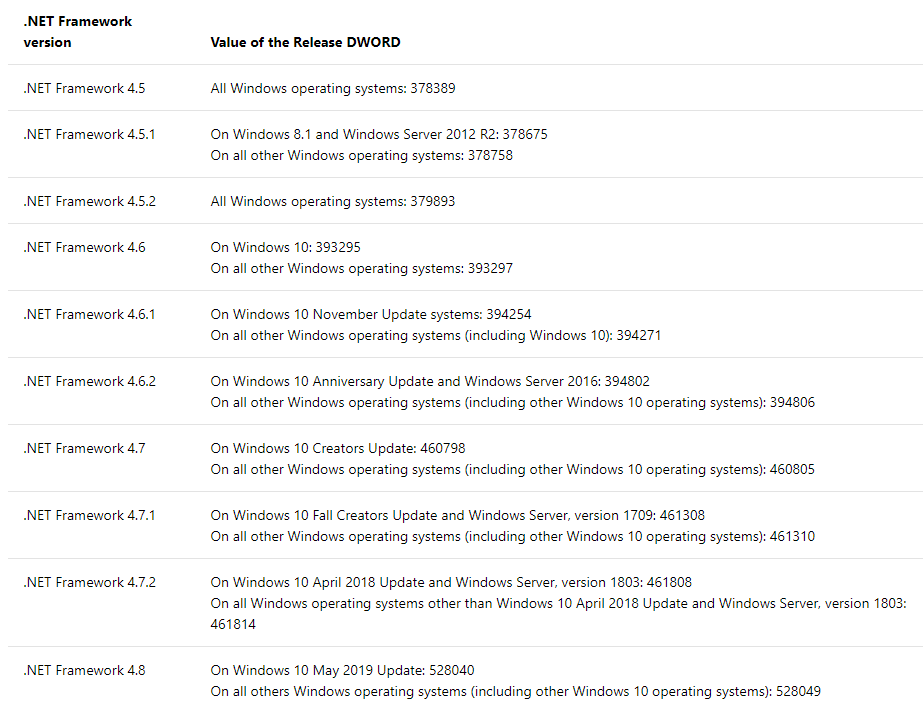 .NET Framework
version
Value of the Release DWORD
.NET Framework 4.5
All Windows operating systems: 378389
.NET Framework 4.5.1
On Windows 8.1 and Windows Server 2012 R2: 378675
On all other Windows operating systems: 378758
.NET Framework 4.5.2
All Windows operating systems: 379893
.NET Framework 4.6
On Windows 10: 393295
On all other Windows operating systems: 393297
.NET Framework 4.6.1
On Windows 10 November Update systems: 394254
On all other Windows operating systems (including Windows 10): 394271
.NET Framework 4.6.2
On Windows 10 Anniversary Update and Windows Server 2016: 394802
On all other Windows operating systems (including other Windows 10 operating systems): 394806
.NET Framework 4.7
On Windows 10 Creators Update: 460798
On all other Windows operating systems (including other Windows 10 operating systems): 460805
.NET Framework 4.7.1
On Windows 10 Fall Creators Update and Windows Server, version 1709: 461308
On all other Windows operating systems (including other Windows 10 operating systems): 461310
.NET Framework 4.7.2
On Windows 10 April 2018 Update and Windows Server, version 1803: 461808
On all Windows operating systems other than Windows 10 April 2018 Update and Windows Server, version 1803:
461814
.NET Framework 4.8
On Windows 10 May 2019 Update: 528040
On all others Windows operating systems (including other Windows 10 operating systems): 528049